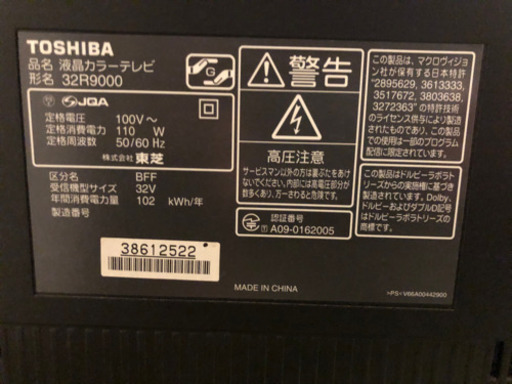 TOSHIBA
品名 液晶カラーテレビ
形名 32R9000
G
JQA
定格電圧 100V～
定格消費電力 110 W
定格周波数 50/60 Hz
株式会社 東芝
区分名 BFF
受信機型サイズ 32V
年間消費電力量 102 kWh/年
製造番号
38612522
警告
高圧注意
サービスマン以外の方は裏ぶたをあけ
ないでください。内部には高圧部分が
数多くあり、万一さわると危険です。
認証番号
A09-0162005
MADE IN CHINA
この製品は、マクロヴィジョ
ン社が保有する日本特許
"2895629、3613333、
3517672、3803638、
3272363"の特許技術
の供与により製造されて
おります。また、この製品で
の使用は一部のプログラム
配信に限定されています。
この製品は、ドルビーラボラト
リーズからの実施権に基づき
製造されています。Dolby、
ドルビーおよびダブルD記号
はドルビーラボラトリーズの
商標です。
>PS< V66A00442900